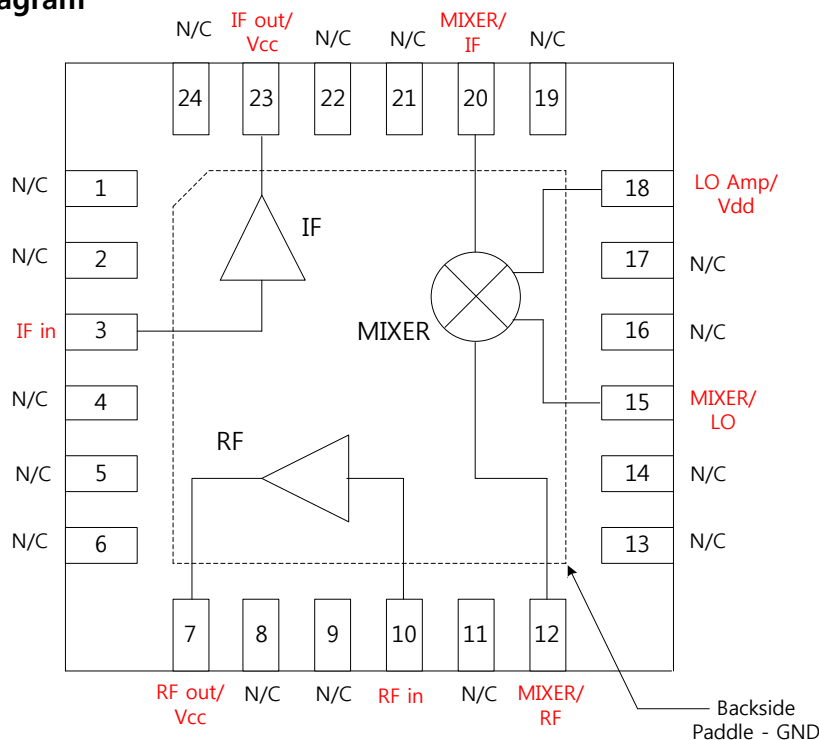 agram
N/C
IF out/
Vcc
N/C
N/C
MIXER/
IF
N/C
24
23
22
21
20
19
N/C
1
18
LO Amp/
Vdd
IF
N/C
2
17
N/C
IF in
3
MIXER
16
N/C
N/C
4
15
MIXER/
LO
RF
N/C
5
14
N/C
N/C
6
13
N/C
7
8
9
10
11
12
RF out/
Vcc
N/C
N/C
RF in
N/C
MIXER/
RF
Backside
Paddle - GND